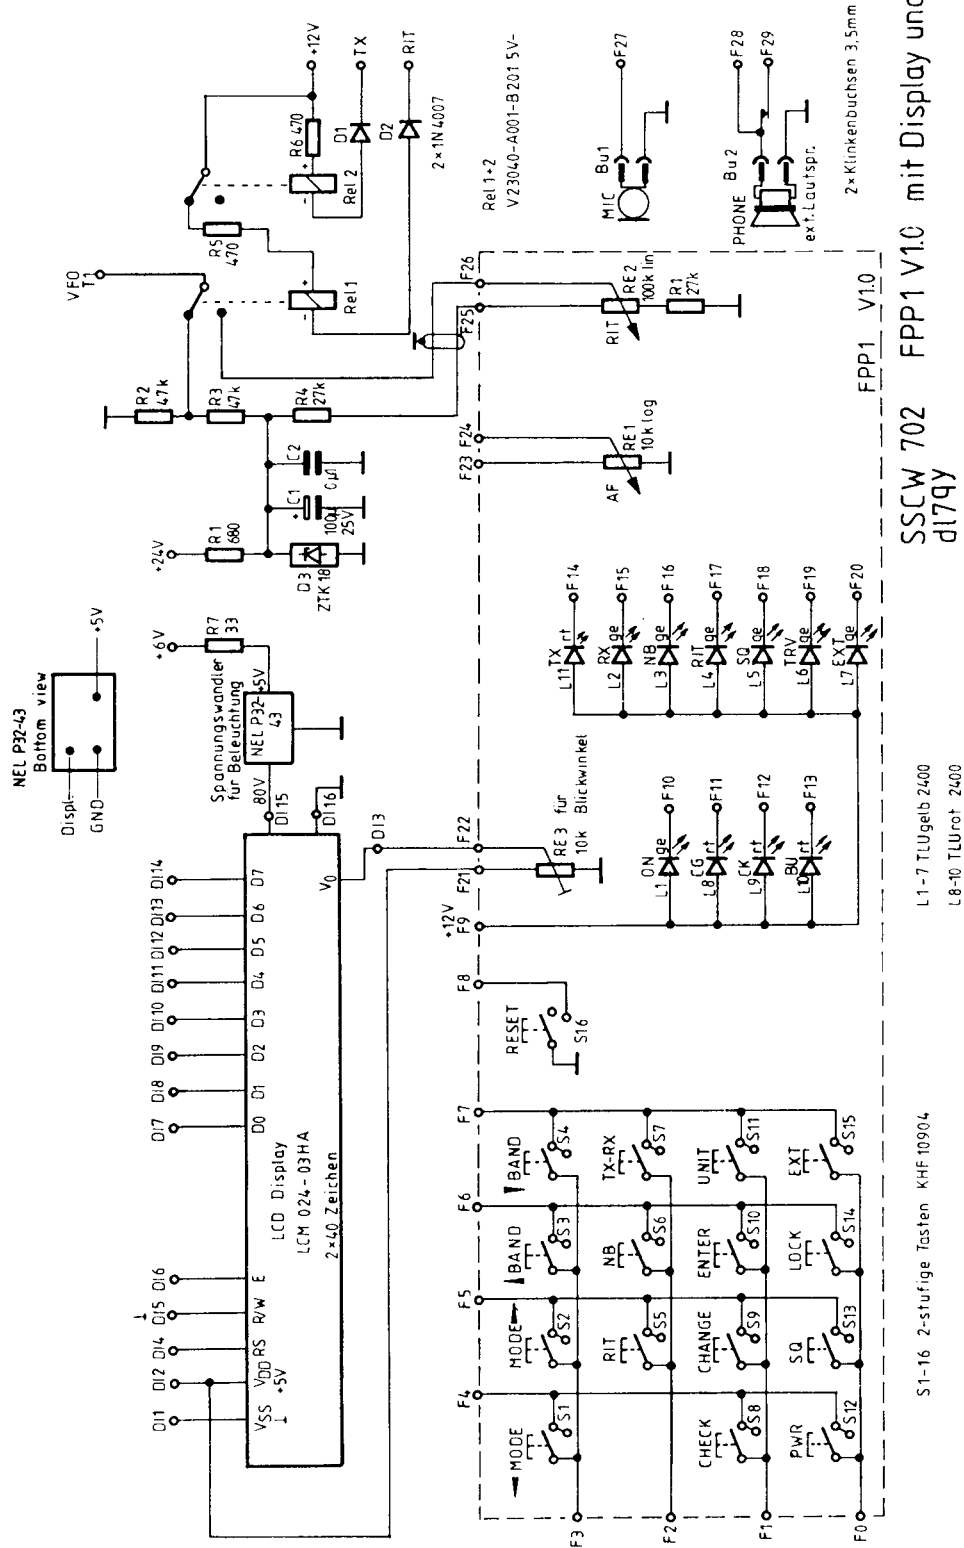 NEL P32-43
Bottom view
Displ.
GND
+5V
VFO
T1
R2
47k
R3
47k
R4
27k
+24V
R1
680
D3
ZTK 18
C1
100µ
25V
C2
0µ1
R5
470
Rel1
R6 470
Rel 2
+12V
D1
TX
D2
RIT
2×1N4007
Rel 1+2
V23040-A001-B201 5V-
MIC
Bu1
F27
PHONE
Bu2
F28
F29
ext.Lautspr.
2×Klinkenbuchsen 3,5mm
+6V
R7
33
Spannungswandler
für Beleuchtung
NEL P32-
43
+5V
80V
DI15
DI16
DI1
DI2
DI4
DI5
DI6
DI7
DI8
DI9
DI10
DI11
DI12
DI13
DI14
VSS
VDD
+5V
RS
R/W
E
D0
D1
D2
D3
D4
D5
D6
D7
V0
DI3
LCD Display
LCM 024-03HA
2×40 Zeichen
F4
F5
F6
F7
F8
+12V
F9
F21
F22
F23
F24
F25
F26
MODE
S1
MODE
S2
BAND
S3
BAND
S4
RIT
S5
NB
S6
TX-RX
S7
CHECK
S8
CHANGE
S9
ENTER
S10
UNIT
S11
PWR
S12
SQ
S13
LOCK
S14
EXT
S15
RESET
S16
F3
F2
F1
F0
RE3 für
10k Blickwinkel
ON
L1 ge
F10
CG
L8 rt
F11
CK
L9 rt
F12
BU
L10 rt
F13
TX
L11 rt
F14
RX
L2 ge
F15
NB
L3 ge
F16
RIT
L4 ge
F17
SQ
L5 ge
F18
TRV
L6 ge
F19
EXT
L7 ge
F20
AF
RE1
10k log
RIT
RE2
100k lin
R1
27k
FPP1 V1.0
S1-16 2-stufige Tasten KHF10904
L1-7 TLUgelb 2400
L8-10 TLUrot 2400
SSCW 702 FPP1 V1.0 mit Display und
dl7qy